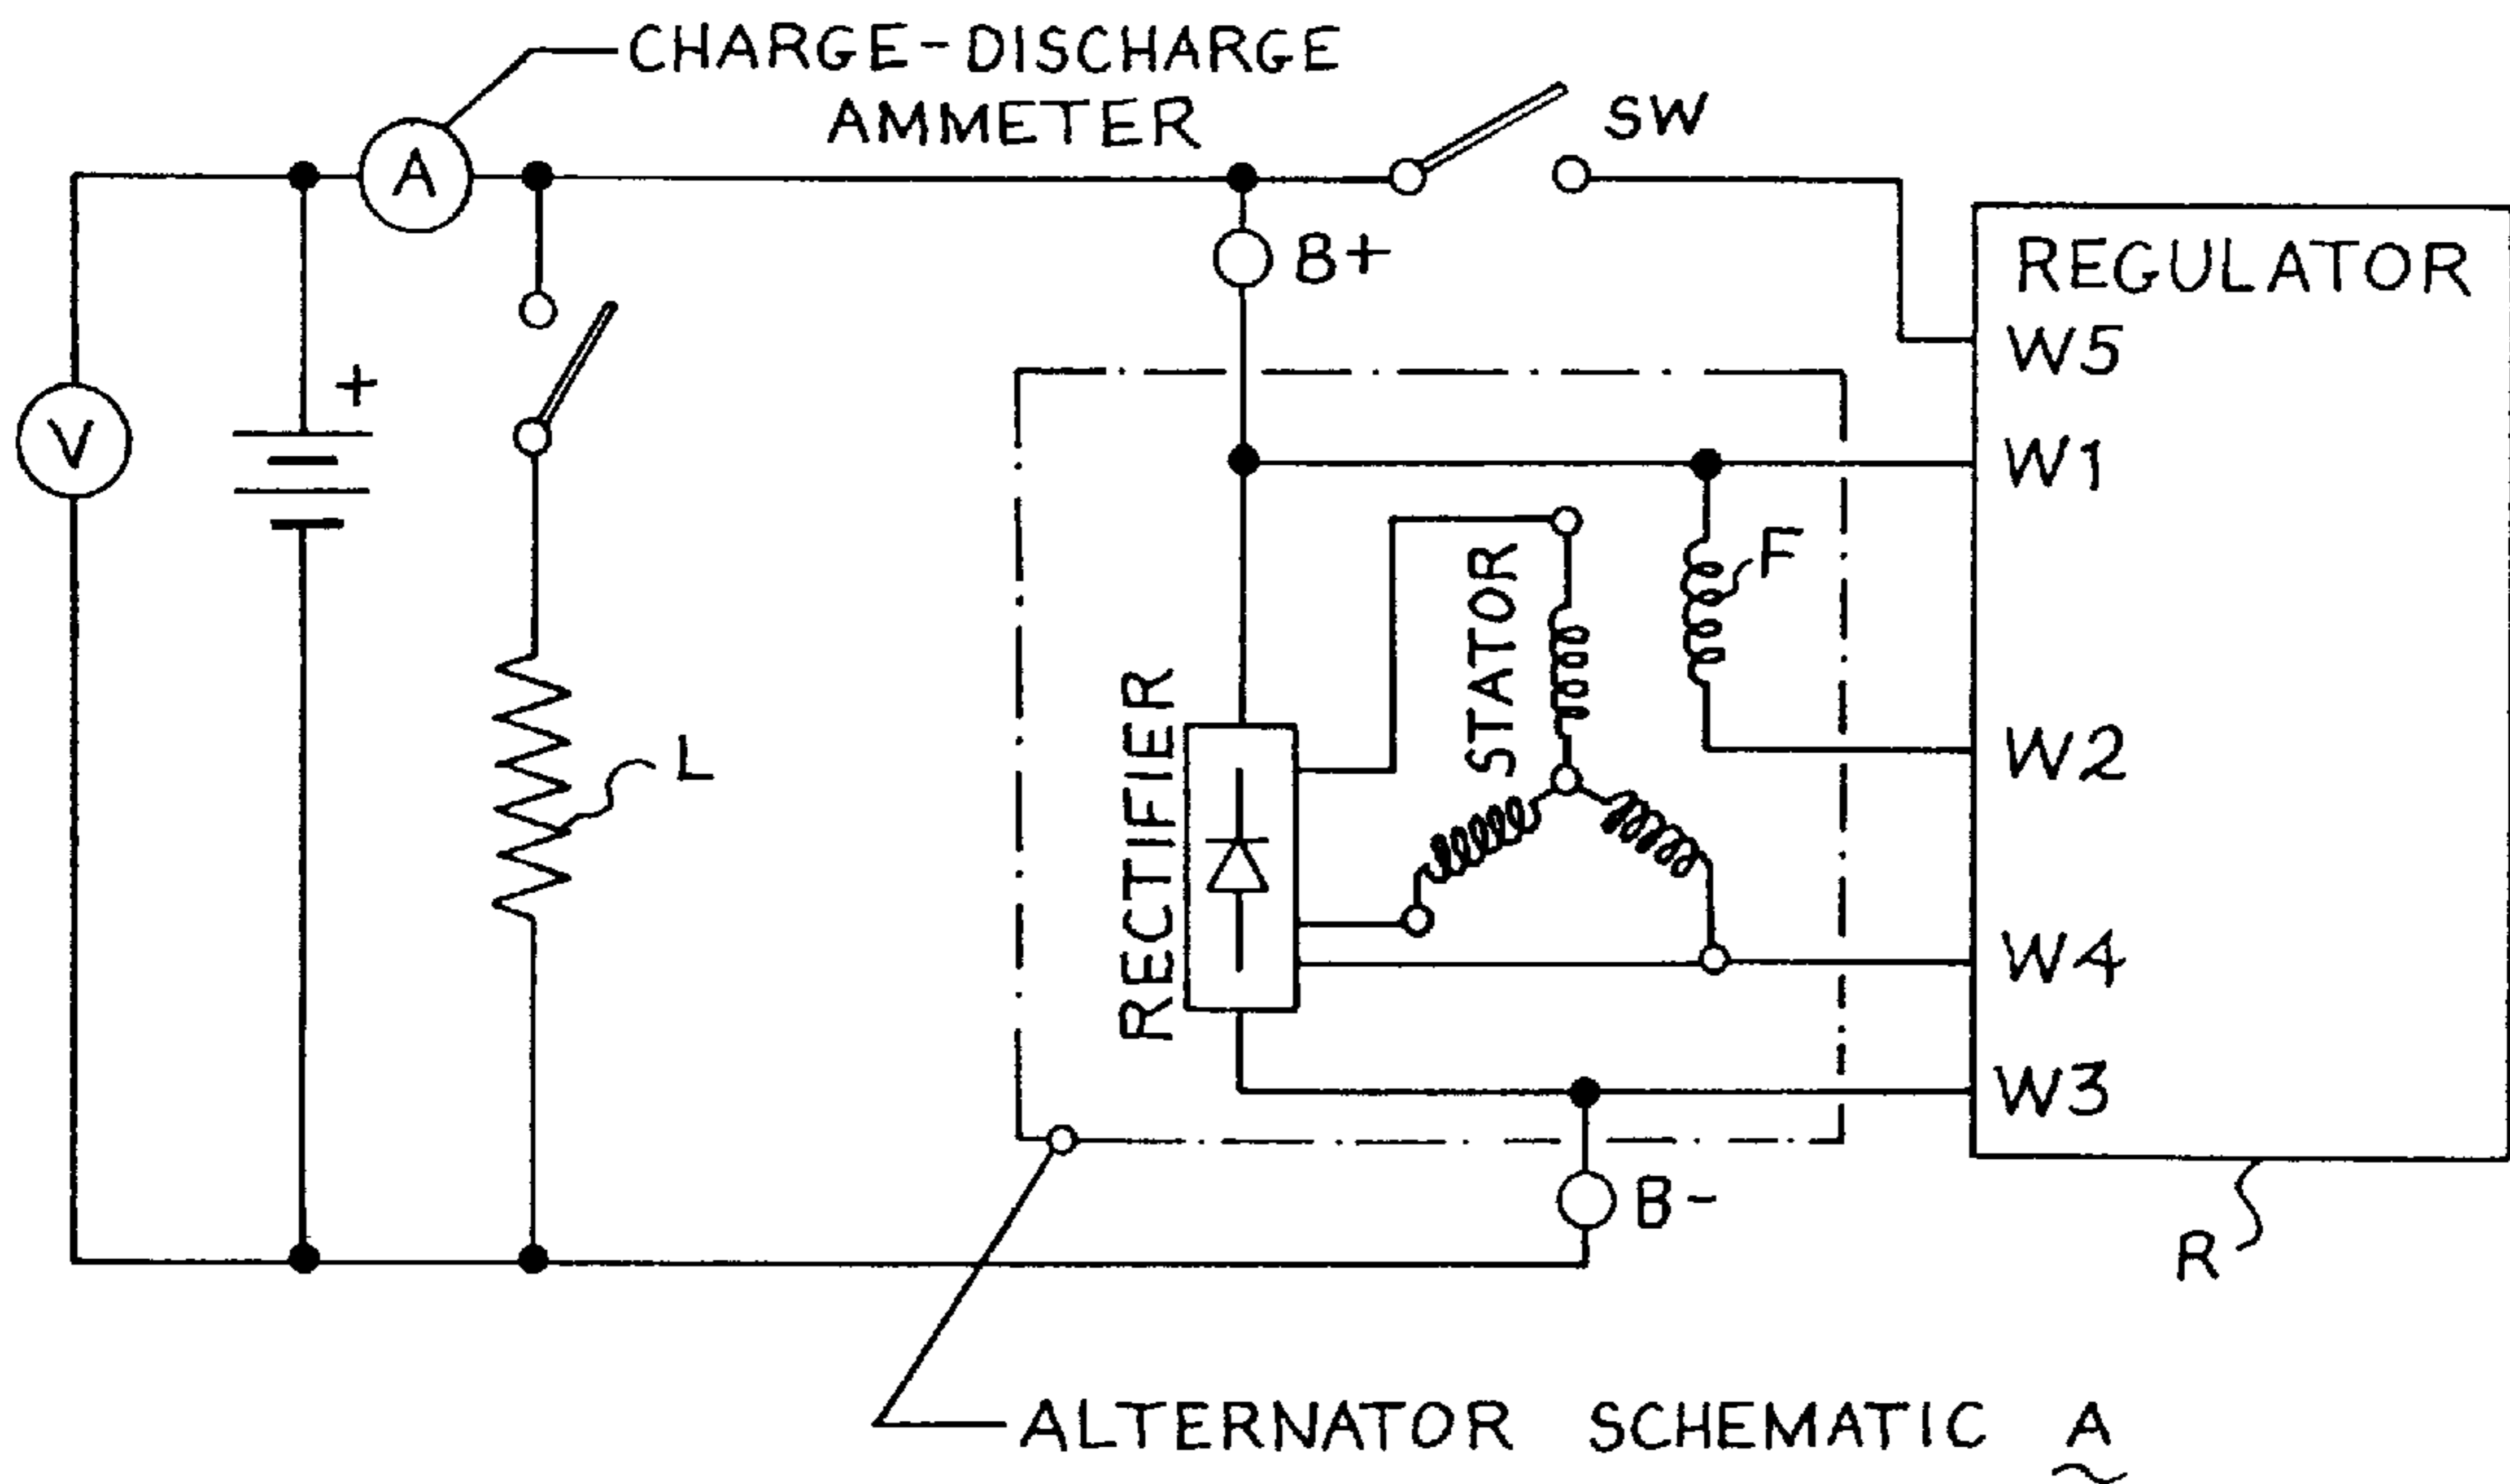 CHARGE-DISCHARGE
AMMETER
SW
A
B+
REGULATOR
W5
+
V
W1
F
STATOR
RECTIFIER
L
W2
W4
W3
B-
R
ALTERNATOR SCHEMATIC A